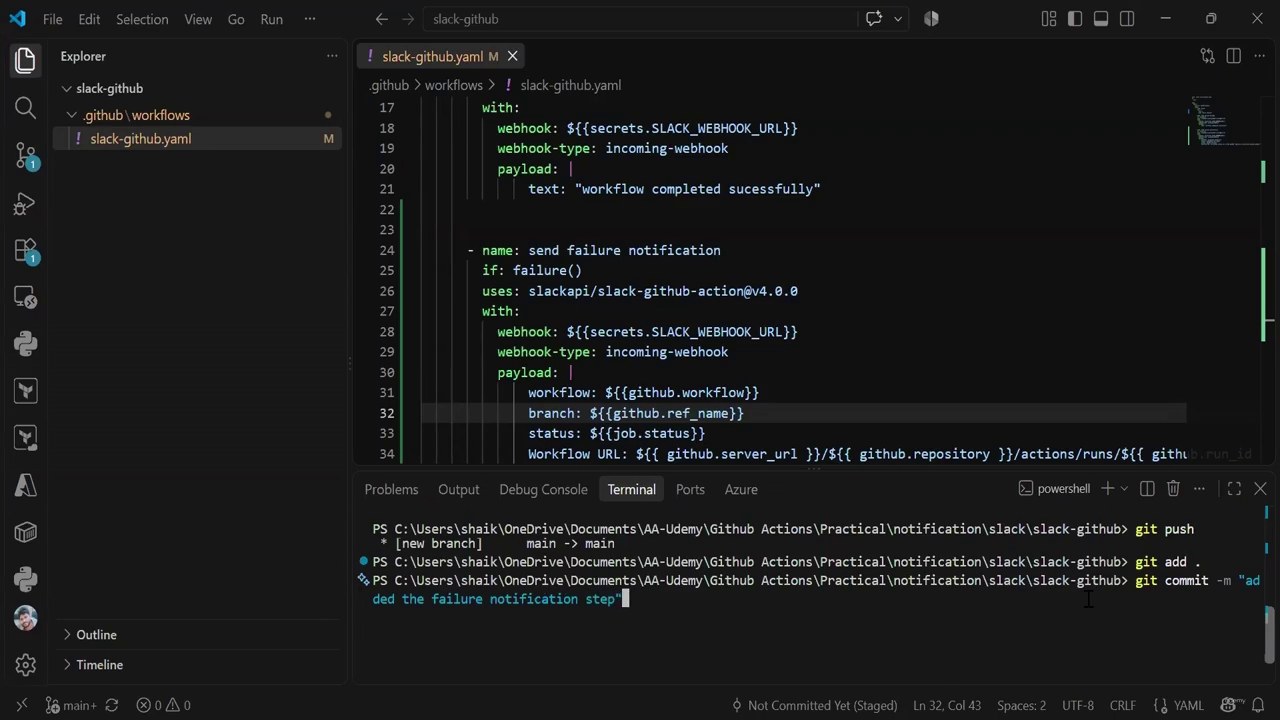 File Edit Selection View Go Run ···
slack-github
Explorer
slack-github
.github\workflows
slack-github.yaml M
Outline
Timeline
slack-github.yaml M
.github > workflows > slack-github.yaml
17 with:
18 webhook: ${{secrets.SLACK_WEBHOOK_URL}}
19 webhook-type: incoming-webhook
20 payload: |
21 text: "workflow completed sucessfully"
22
23
24 - name: send failure notification
25 if: failure()
26 uses: slackapi/slack-github-action@v4.0.0
27 with:
28 webhook: ${{secrets.SLACK_WEBHOOK_URL}}
29 webhook-type: incoming-webhook
30 payload: |
31 workflow: ${{github.workflow}}
32 branch: ${{github.ref_name}}
33 status: ${{job.status}}
34 Workflow URL: ${{ github.server_url }}/${{ github.repository }}/actions/runs/${{ github.run_id
Problems Output Debug Console Terminal Ports Azure
powershell
PS C:\Users\shaik\OneDrive\Documents\AA-Udemy\Github Actions\Practical\notification\slack\slack-github> git push
* [new branch] main -> main
PS C:\Users\shaik\OneDrive\Documents\AA-Udemy\Github Actions\Practical\notification\slack\slack-github> git add .
PS C:\Users\shaik\OneDrive\Documents\AA-Udemy\Github Actions\Practical\notification\slack\slack-github> git commit -m "ad
ded the failure notification step"
main+ 0 0 Not Committed Yet (Staged) Ln 32, Col 43 Spaces: 2 UTF-8 CRLF YAML